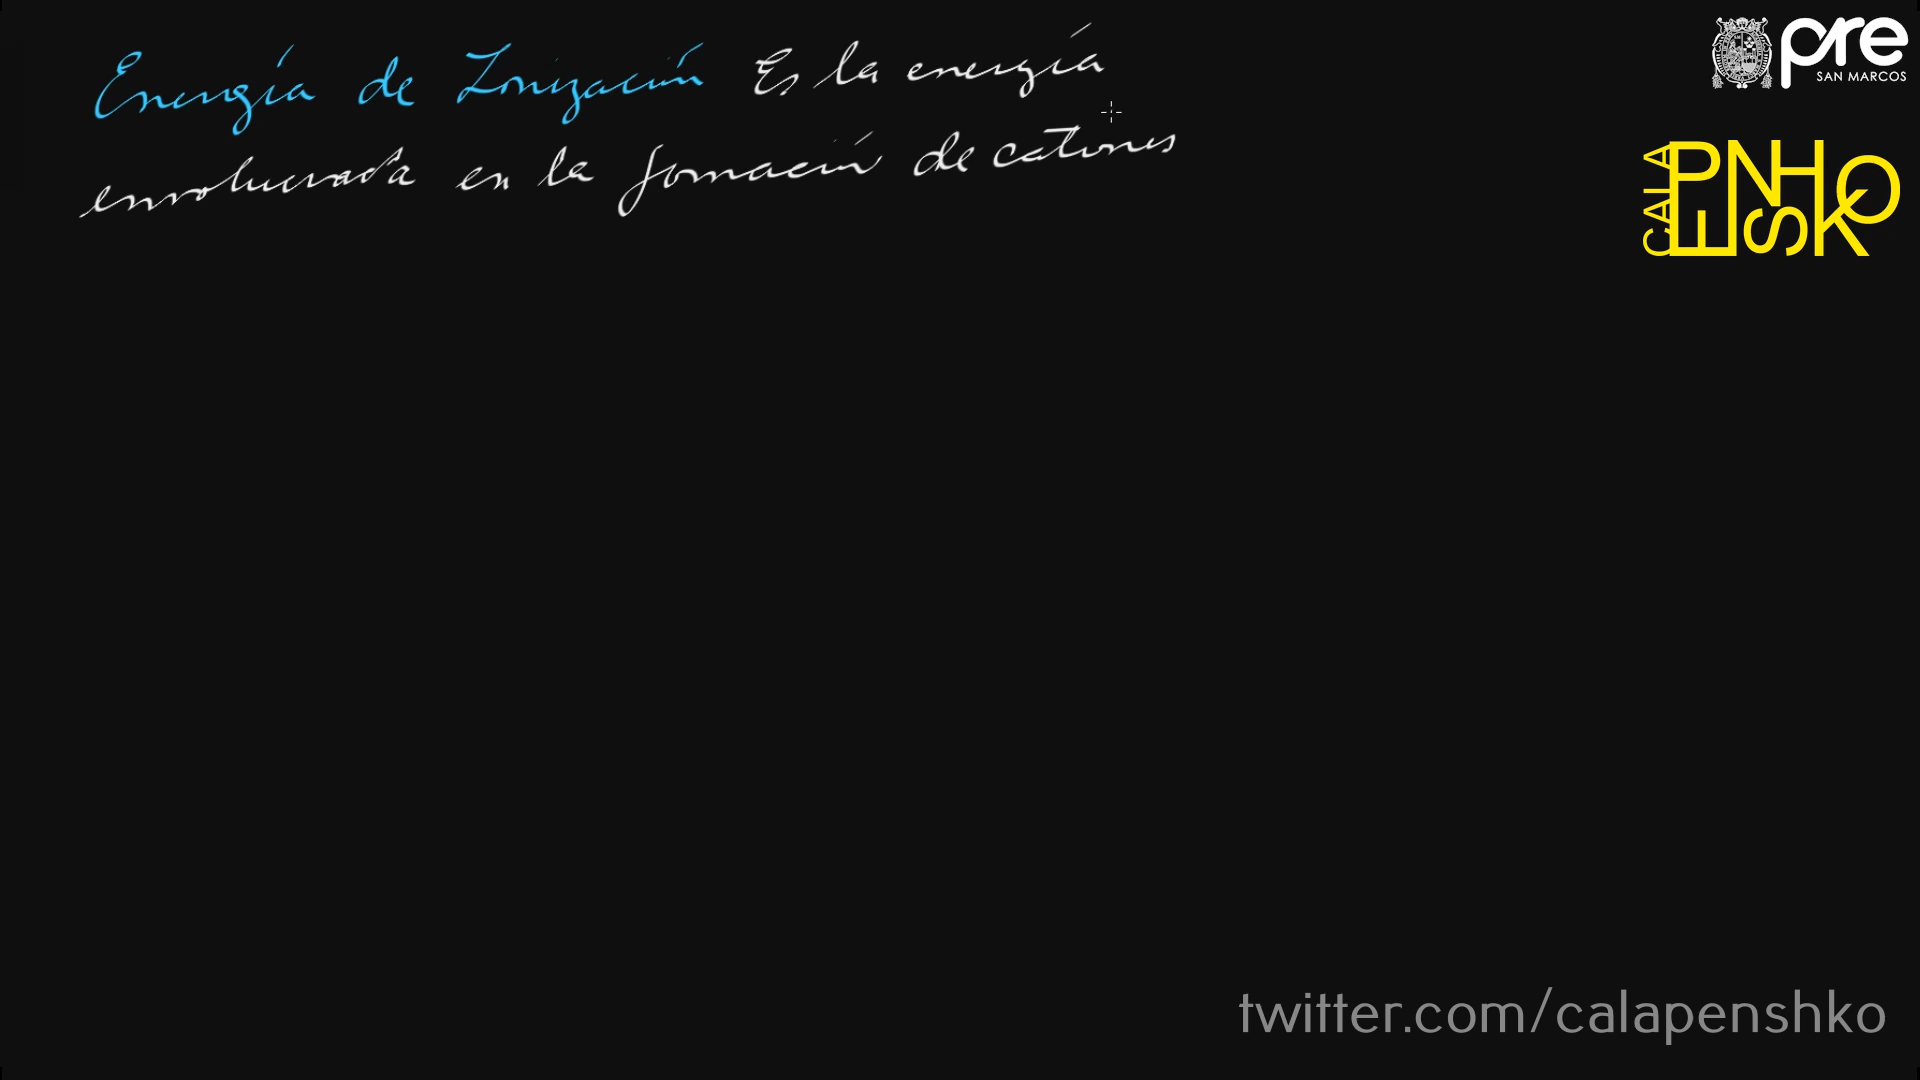 Energía de Ionización Es la energía
envolucrada en la formación de cationes
pre
SAN MARCOS
CALA
PENSHKO
twitter.com/calapenshko